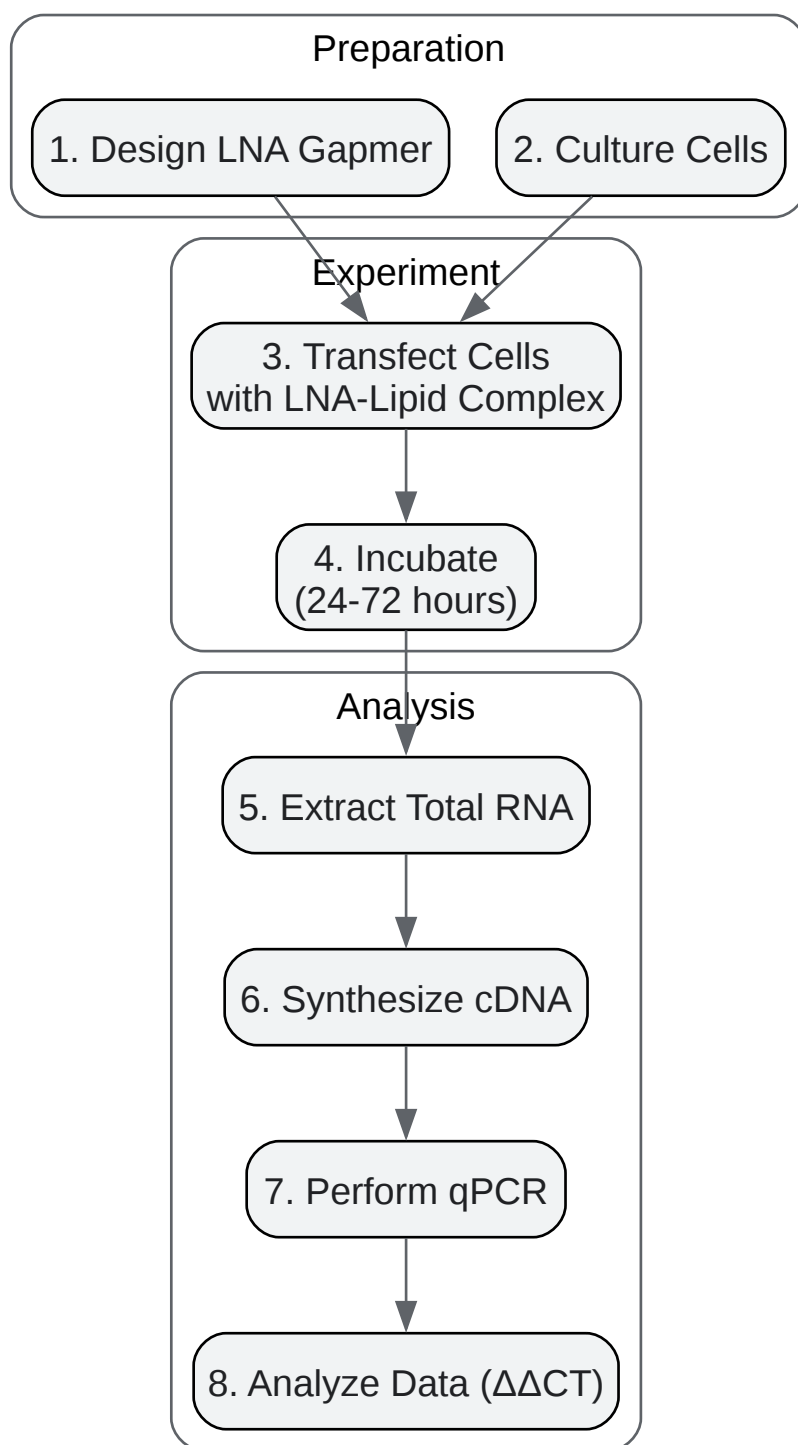 Preparation
1. Design LNA Gapmer
2. Culture Cells
Experiment
3. Transfect Cells
with LNA-Lipid Complex
4. Incubate
(24-72 hours)
Analysis
5. Extract Total RNA
6. Synthesize cDNA
7. Perform qPCR
8. Analyze Data (ΔΔCT)